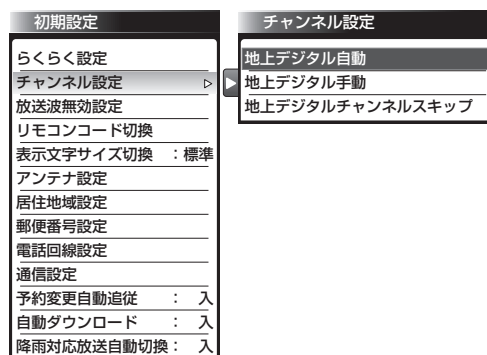 初期設定
らくらく設定
チャンネル設定
放送波無効設定
リモコンコード切換
表示文字サイズ切換 :標準
アンテナ設定
居住地域設定
郵便番号設定
電話回線設定
通信設定
予約変更自動追従 : 入
自動ダウンロード : 入
降雨対応放送自動切換: 入
チャンネル設定
地上デジタル自動
地上デジタル手動
地上デジタルチャンネルスキップ